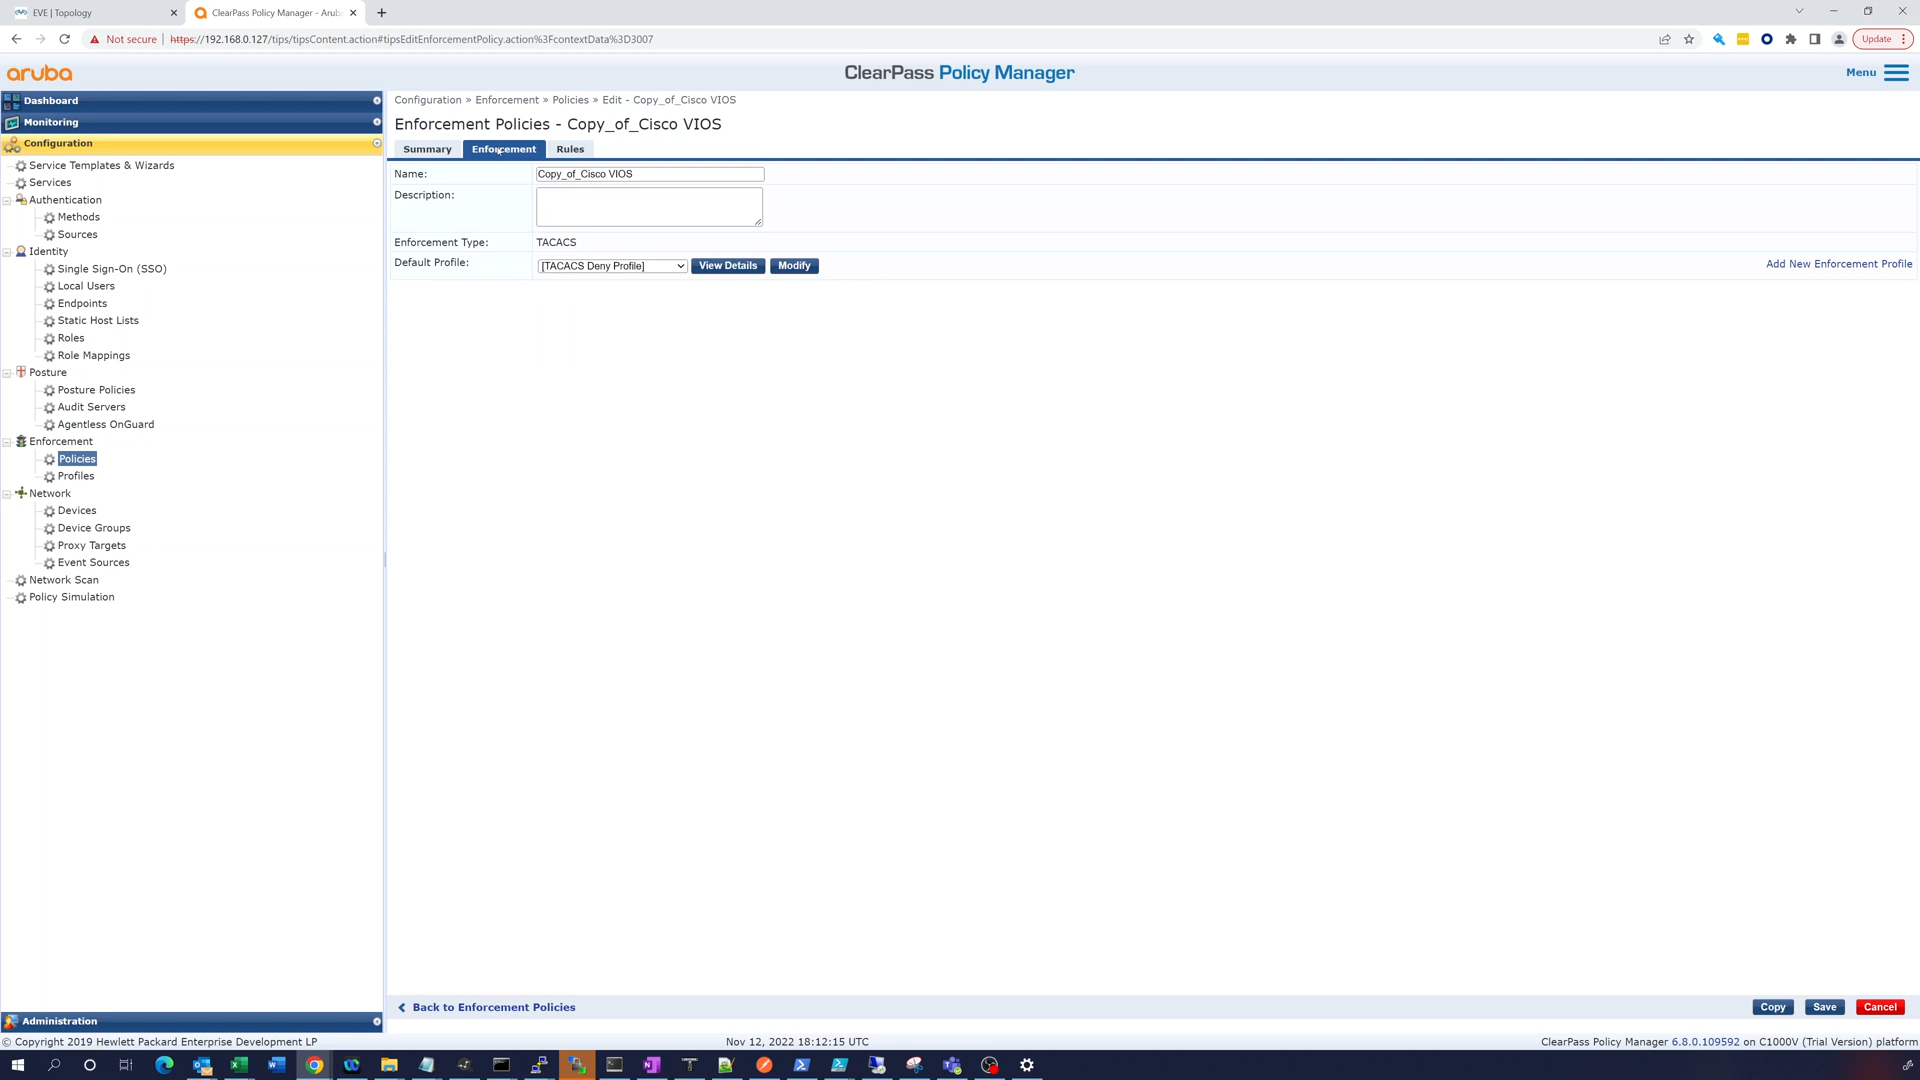 EVE | Topology
ClearPass Policy Manager - Arub
Not secure | https://192.168.0.127/tips/tipsContent.action#tipsEditEnforcementPolicy.action%3FcontextData%3D3007
Update
aruba
ClearPass Policy Manager
Menu
Dashboard
Monitoring
Configuration
Service Templates & Wizards
Services
Authentication
Methods
Sources
Identity
Single Sign-On (SSO)
Local Users
Endpoints
Static Host Lists
Roles
Role Mappings
Posture
Posture Policies
Audit Servers
Agentless OnGuard
Enforcement
Policies
Profiles
Network
Devices
Device Groups
Proxy Targets
Event Sources
Network Scan
Policy Simulation
Administration
Configuration » Enforcement » Policies » Edit - Copy_of_Cisco VIOS
Enforcement Policies - Copy_of_Cisco VIOS
Summary Enforcement Rules
Name: Copy_of_Cisco VIOS
Description:
Enforcement Type: TACACS
Default Profile: [TACACS Deny Profile] View Details Modify Add New Enforcement Profile
Back to Enforcement Policies Copy Save Cancel
© Copyright 2019 Hewlett Packard Enterprise Development LP Nov 12, 2022 18:12:15 UTC ClearPass Policy Manager 6.8.0.109592 on C1000V (Trial Version) platform